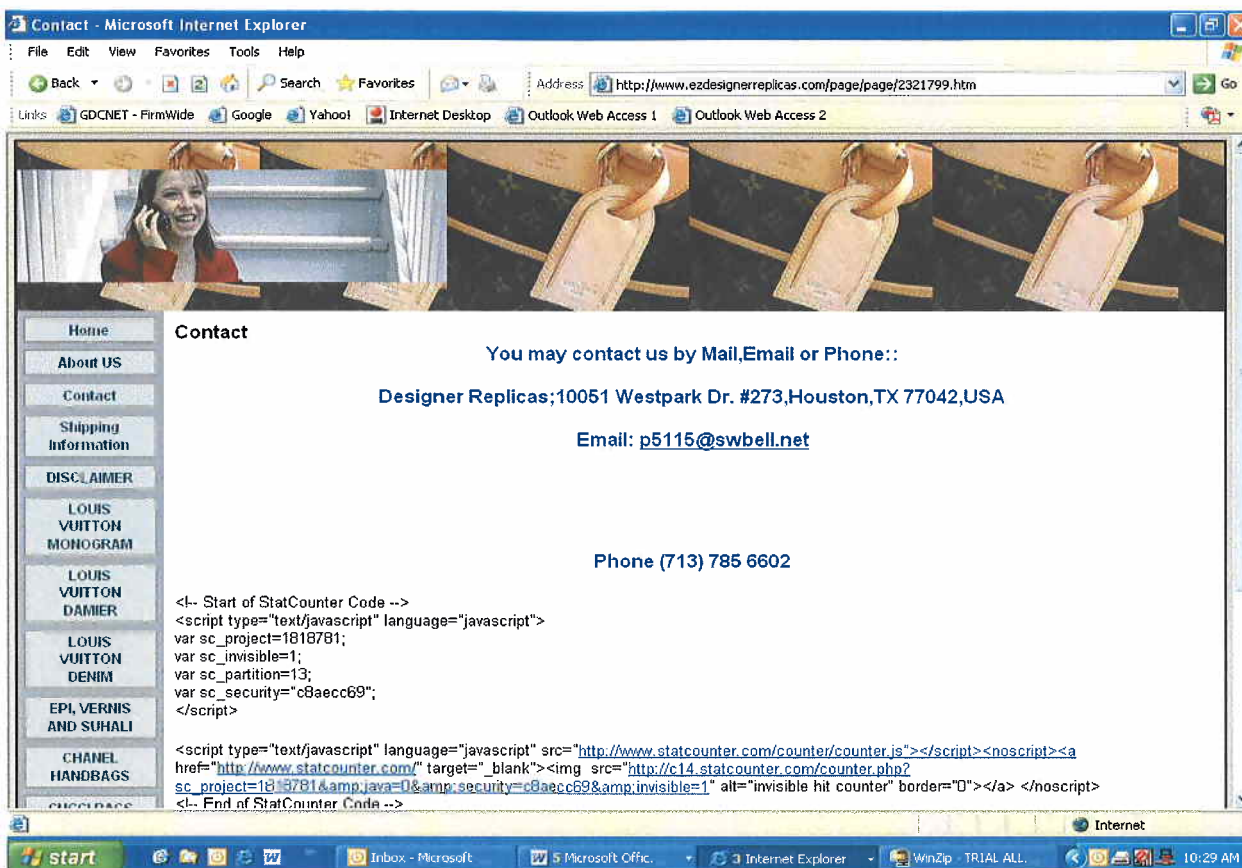 Contact - Microsoft Internet Explorer
File Edit View Favorites Tools Help
Back Search Favorites Address http://www.ezdesignerreplicas.com/page/page/2321799.htm Go
Links GDCNET - FirmWide Google Yahoo! Internet Desktop Outlook Web Access 1 Outlook Web Access 2
Home
About US
Contact
Shipping
Information
DISCLAIMER
LOUIS
VUITTON
MONOGRAM
LOUIS
VUITTON
DAMIER
LOUIS
VUITTON
DENIM
EPI, VERNIS
AND SUHALI
CHANEL
HANDBAGS
Contact
You may contact us by Mail,Email or Phone::
Designer Replicas;10051 Westpark Dr. #273,Houston,TX 77042,USA
Email: p5115@swbell.net
Phone (713) 785 6602
<!-- Start of StatCounter Code -->
<script type="text/javascript" language="javascript">
var sc_project=1818781;
var sc_invisible=1;
var sc_partition=13;
var sc_security="c8aecc69";
</script>
<script type="text/javascript" language="javascript" src="http://www.statcounter.com/counter/counter.js"></script><noscript><a
href="http://www.statcounter.com/" target="_blank"><img src="http://c14.statcounter.com/counter.php?
sc_project=1818781&amp;java=0&amp;security=c8aecc69&amp;invisible=1" alt="invisible hit counter" border="0"></a> </noscript>
<!-- End of StatCounter Code -->
Internet
start Inbox - Microsoft 5 Microsoft Offic. 3 Internet Explorer WinZip - TRIAL ALL. 10:29 AM